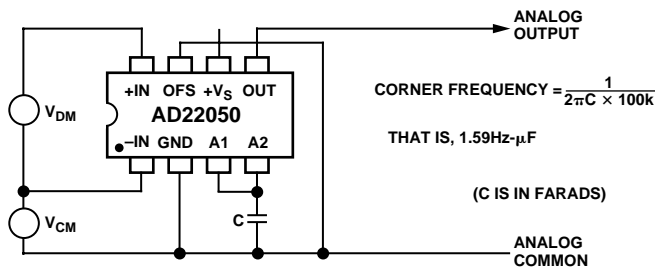 ANALOG
OUTPUT
+IN OFS +VS OUT
CORNER FREQUENCY = 1
2πC × 100k
VDM
AD22050
–IN GND A1 A2
THAT IS, 1.59Hz-μF
C
(C IS IN FARADS)
VCM
ANALOG
COMMON